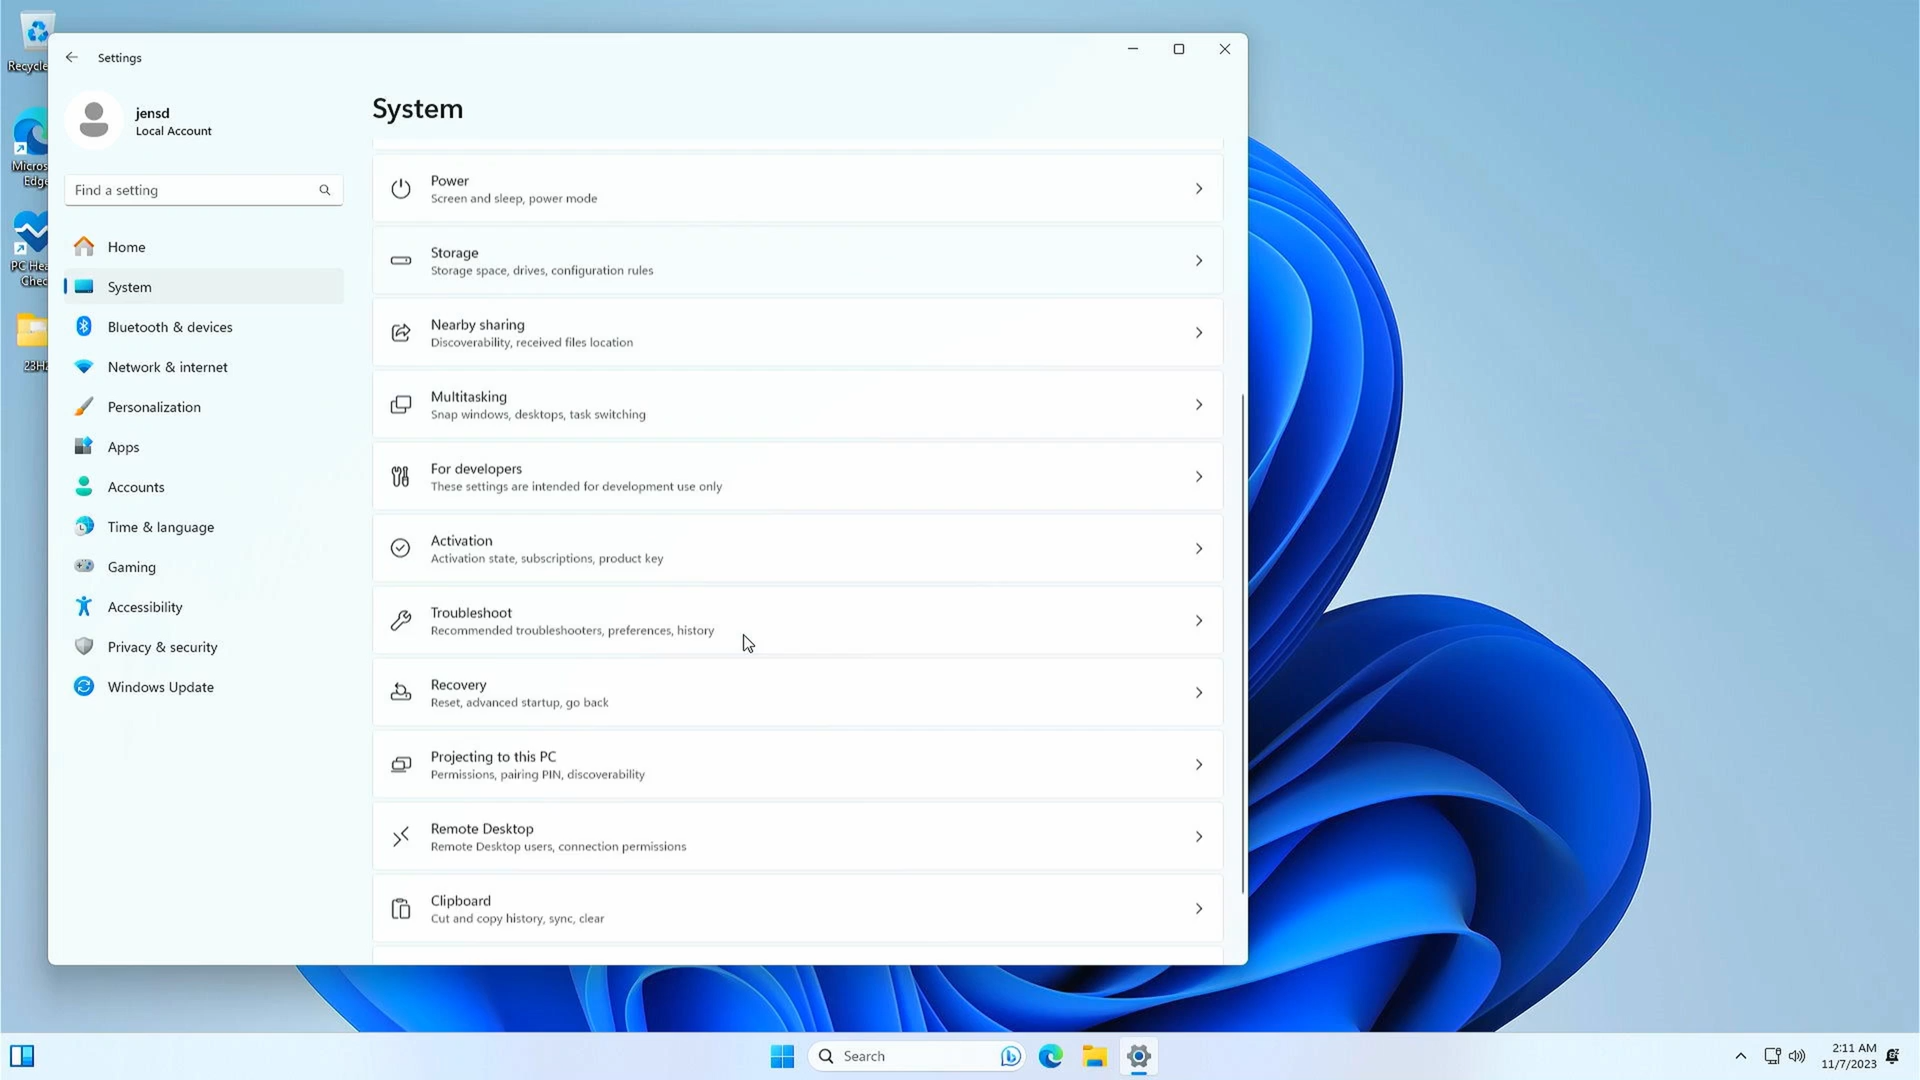 Recycle
Micros
Edge
PC Hea
Chec
23H2
Settings
jensd
Local Account
Find a setting
Home
System
Bluetooth & devices
Network & internet
Personalization
Apps
Accounts
Time & language
Gaming
Accessibility
Privacy & security
Windows Update
System
Power
Screen and sleep, power mode
Storage
Storage space, drives, configuration rules
Nearby sharing
Discoverability, received files location
Multitasking
Snap windows, desktops, task switching
For developers
These settings are intended for development use only
Activation
Activation state, subscriptions, product key
Troubleshoot
Recommended troubleshooters, preferences, history
Recovery
Reset, advanced startup, go back
Projecting to this PC
Permissions, pairing PIN, discoverability
Remote Desktop
Remote Desktop users, connection permissions
Clipboard
Cut and copy history, sync, clear
Search
2:11 AM
11/7/2023